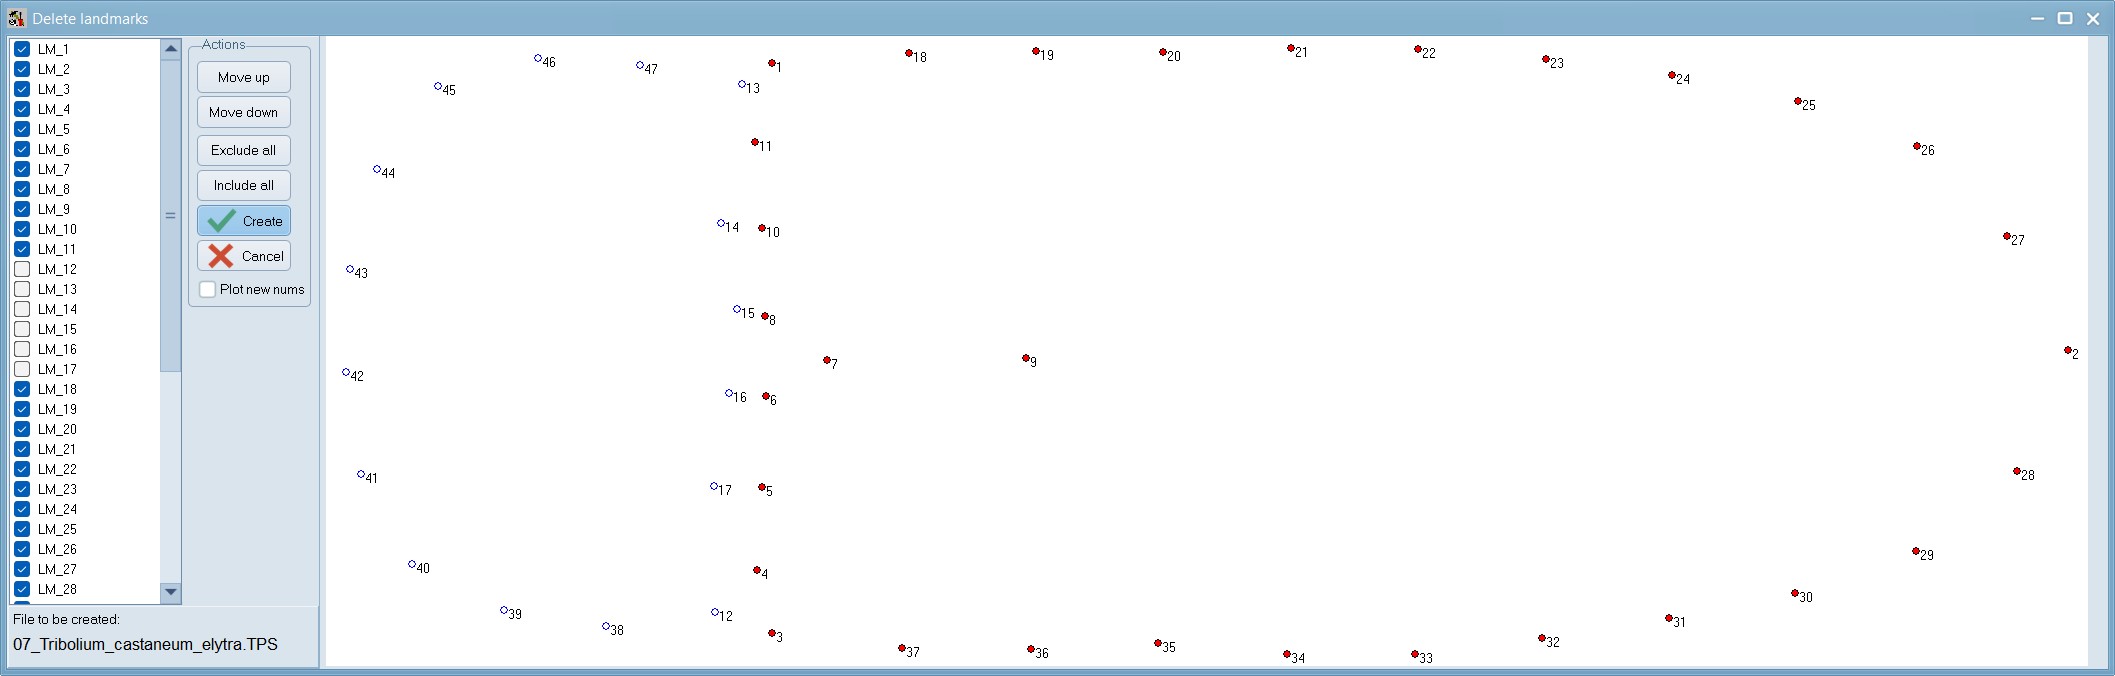 Delete landmarks
LM_1
LM_2
LM_3
LM_4
LM_5
LM_6
LM_7
LM_8
LM_9
LM_10
LM_11
LM_12
LM_13
LM_14
LM_15
LM_16
LM_17
LM_18
LM_19
LM_20
LM_21
LM_22
LM_23
LM_24
LM_25
LM_26
LM_27
LM_28
Actions
Move up
Move down
Exclude all
Include all
Create
Cancel
Plot new nums
File to be created:
07_Tribolium_castaneum_elytra.TPS
46
47
1
18
19
20
21
22
23
24
45
13
25
11
26
44
14
10
27
43
15
8
7
9
2
42
16
6
41
17
5
28
40
4
29
39
38
12
3
30
31
37
36
35
34
33
32